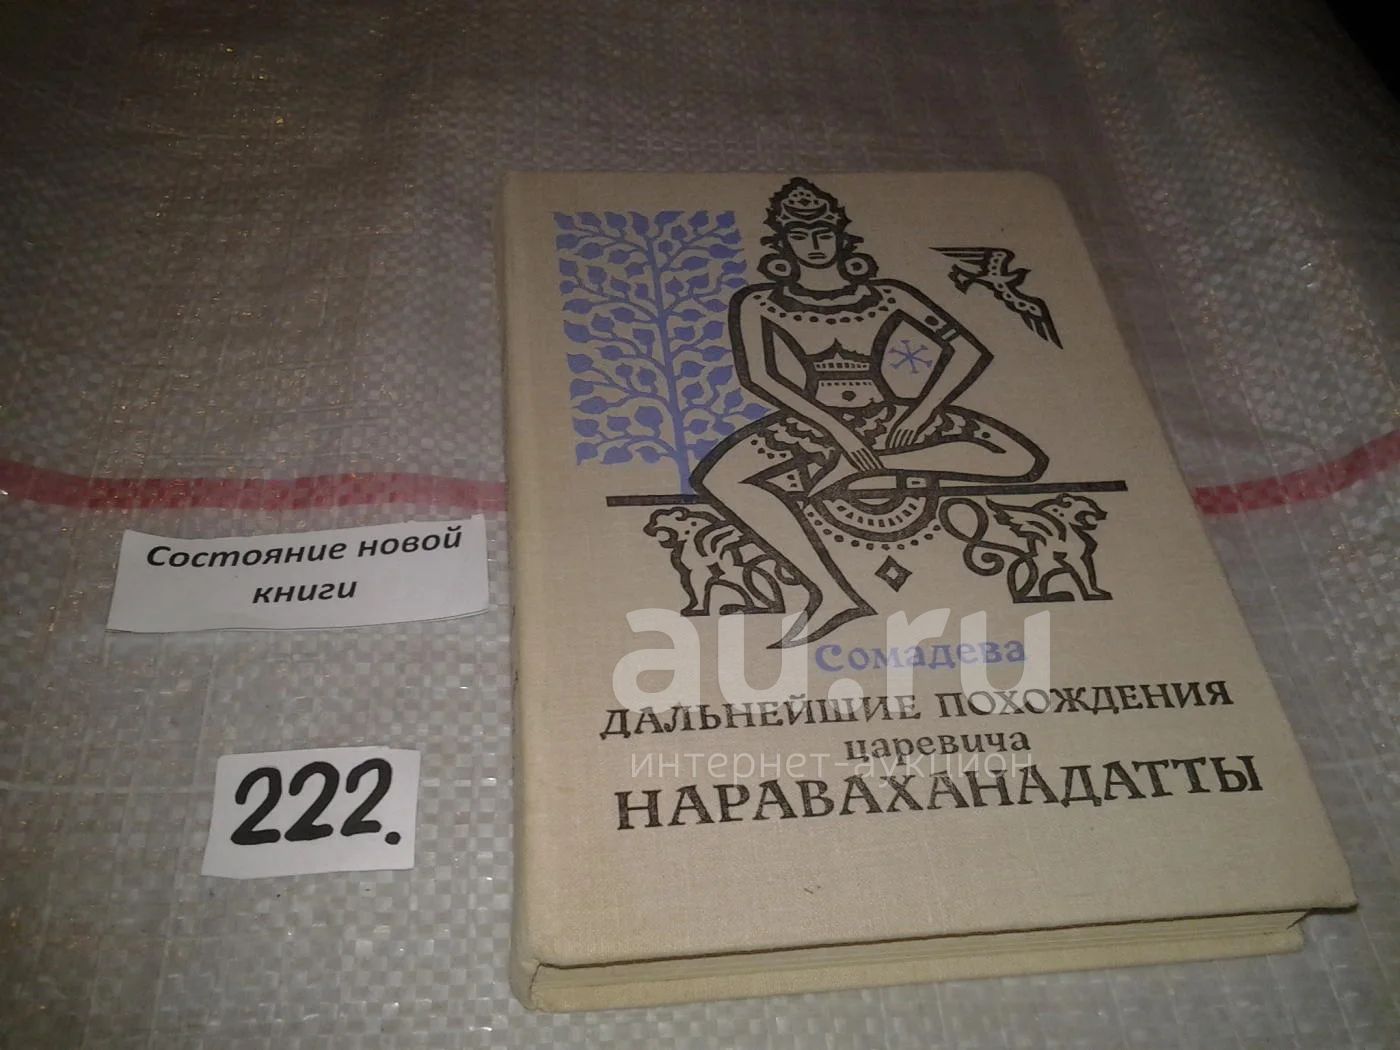 Состояние новой
книги
222.
Сомадева
ДАЛЬНЕЙШИЕ ПОХОЖДЕНИЯ
царевича
НАРАВАХАНАДАТТЫ
au.ru
интернет-аукцион